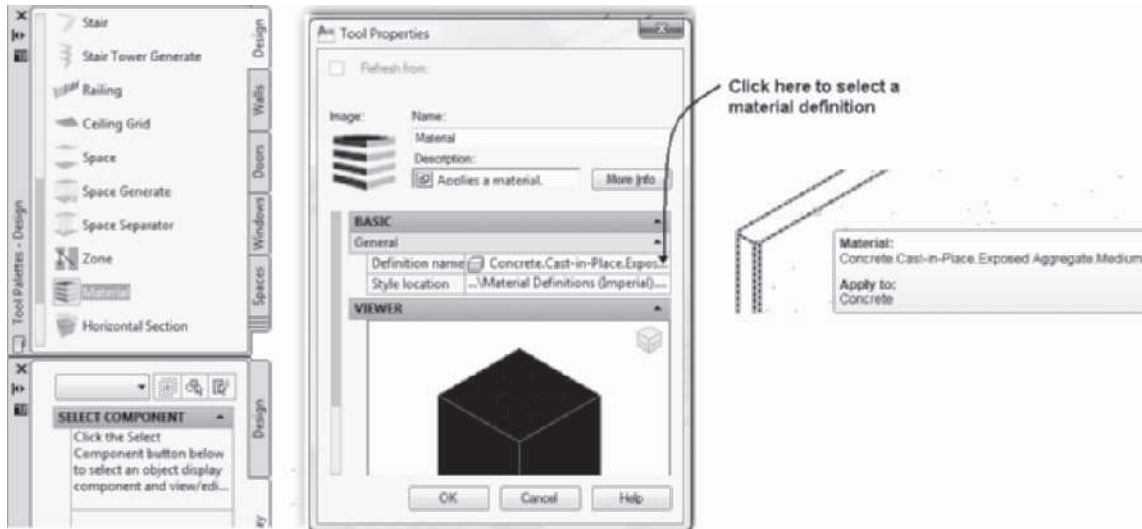 Stair
Stair Tower Generate
Railing
Ceiling Grid
Space
Space Generate
Space Separator
Zone
Material
Horizontal Section
Design
Walls
Doors
Windows
Spaces
Tool Palettes - Design
SELECT COMPONENT
Click the Select
Component button below
to select an object display
component and view/edi...
Design
Tool Properties
Refresh from:
Image:
Name:
Material
Description:
Applies a material.
More Info
BASIC
General
Definition name Concrete.Cast-in-Place.Expos...
Style location ...\Material Definitions (Imperial)....
VIEWER
OK
Cancel
Help
Click here to select a
material definition
Material:
Concrete.Cast-in-Place.Exposed Aggregate.Medium
Apply to:
Concrete